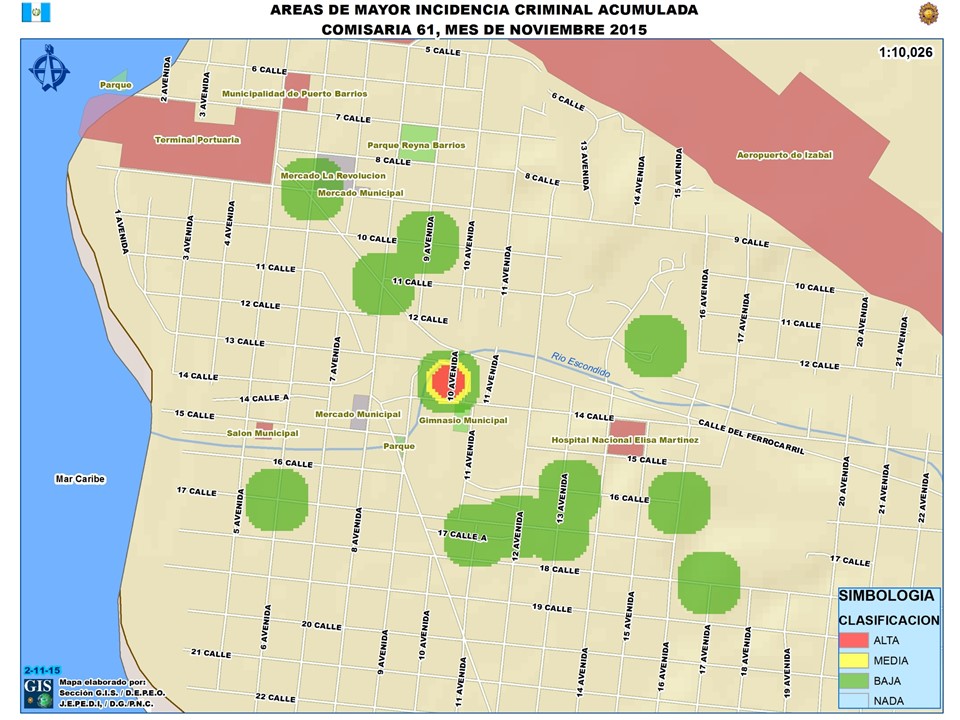 AREAS DE MAYOR INCIDENCIA CRIMINAL ACUMULADA
COMISARIA 61, MES DE NOVIEMBRE 2015
1:10,026
5 CALLE
6 CALLE
2 AVENIDA
3 AVENIDA
Parque
Municipalidad de Puerto Barrios
6 CALLE
7 CALLE
Terminal Portuaria
Parque Reyna Barrios
8 CALLE
Aeropuerto de Izabal
13 AVENIDA
14 AVENIDA
15 AVENIDA
Mercado La Revolucion
8 CALLE
Mercado Municipal
1 AVENIDA
3 AVENIDA
4 AVENIDA
10 CALLE
9 AVENIDA
10 AVENIDA
11 AVENIDA
9 CALLE
11 CALLE
11 CALLE
16 AVENIDA
10 CALLE
17 AVENIDA
12 CALLE
12 CALLE
11 CALLE
20 AVENIDA
21 AVENIDA
13 CALLE
7 AVENIDA
10 AVENIDA
11 AVENIDA
Rio Escondido
12 CALLE
14 CALLE
14 CALLE A
15 CALLE
Mercado Municipal
Gimnasio Municipal
14 CALLE
CALLE DEL FERROCARRIL
Salon Municipal
Parque
Hospital Nacional Elisa Martinez
11 AVENIDA
16 CALLE
15 CALLE
Mar Caribe
17 CALLE
5 AVENIDA
8 AVENIDA
13 AVENIDA
16 CALLE
20 AVENIDA
21 AVENIDA
22 AVENIDA
17 CALLE A
12 AVENIDA
18 CALLE
17 CALLE
19 CALLE
20 CALLE
6 AVENIDA
9 AVENIDA
10 AVENIDA
11 AVENIDA
14 AVENIDA
15 AVENIDA
16 AVENIDA
17 AVENIDA
18 AVENIDA
19 AVENIDA
21 CALLE
22 CALLE
SIMBOLOGIA
CLASIFICACION
ALTA
MEDIA
BAJA
NADA
2-11-15
GIS
Mapa elaborado por:
Sección G.I.S. / D.E.P.E.O.
J.E.P.E.D.I, / D.G./P.N.C.